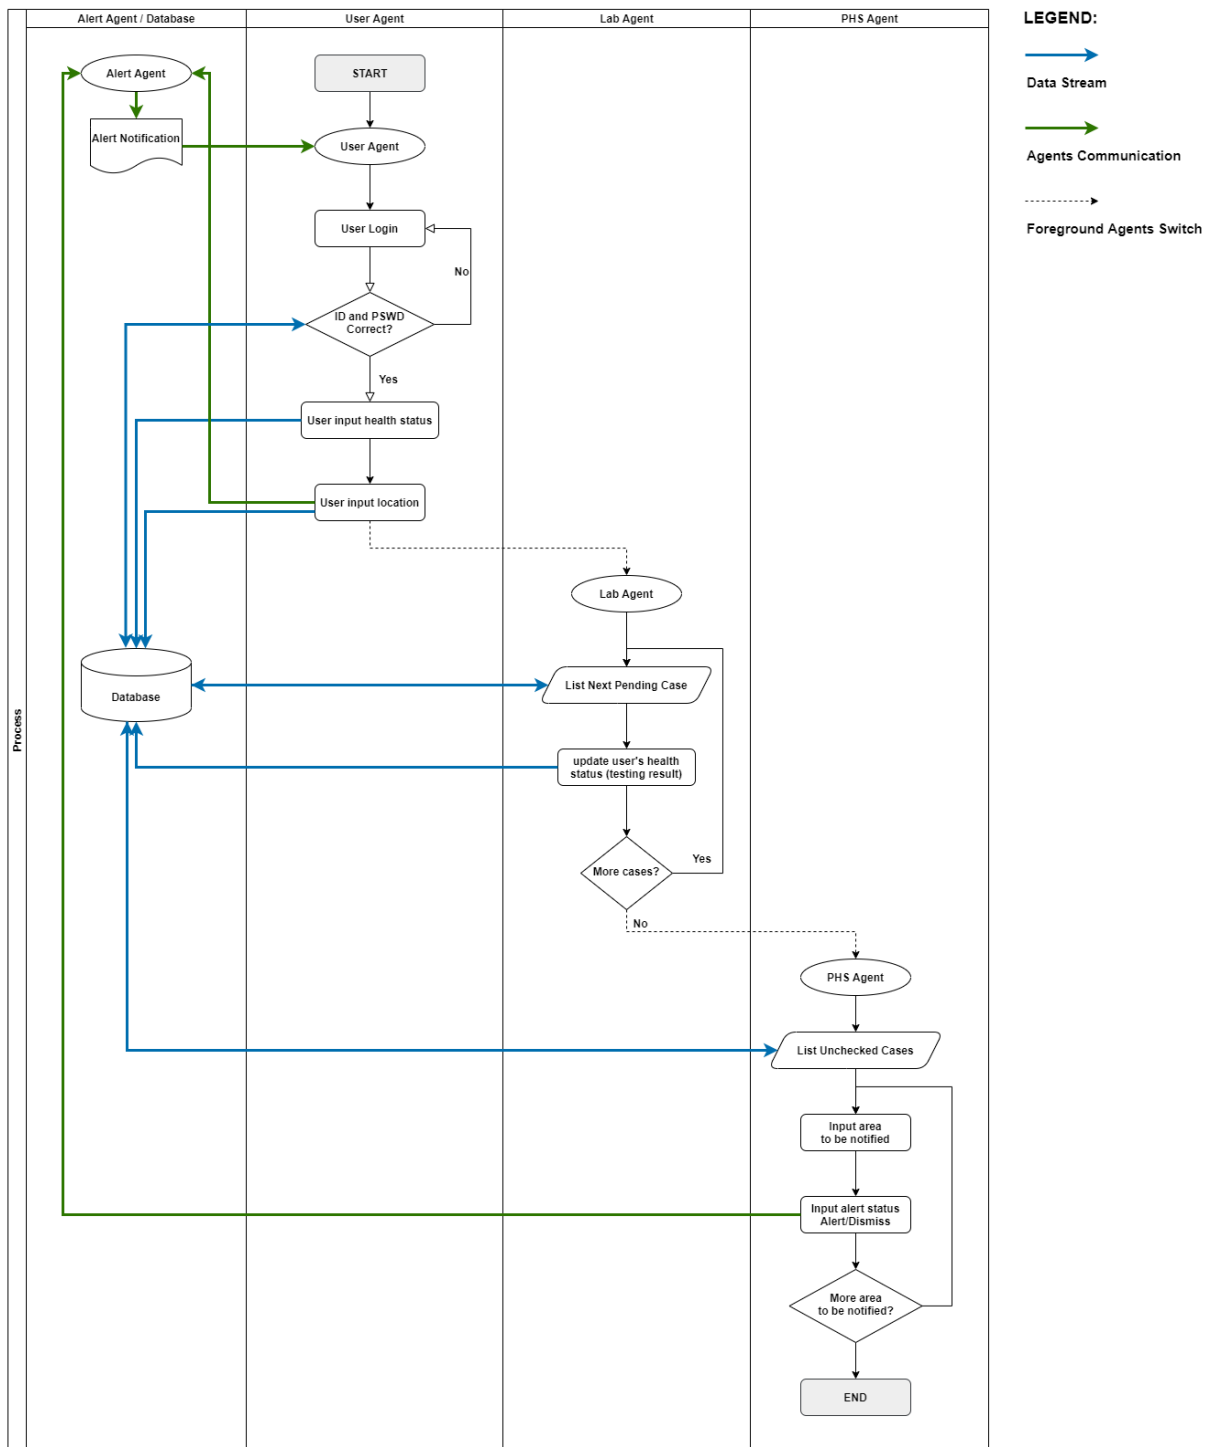 Alert Agent / Database
User Agent
Lab Agent
PHS Agent
LEGEND:
Data Stream
Agents Communication
Foreground Agents Switch
Process
Alert Agent
START
Alert Notification
User Agent
User Login
No
ID and PSWD
Correct?
Yes
User input health status
User input location
Lab Agent
Database
List Next Pending Case
update user's health
status (testing result)
More cases?
Yes
No
PHS Agent
List Unchecked Cases
Input area
to be notified
Input alert status
Alert/Dismiss
More area
to be notified?
END